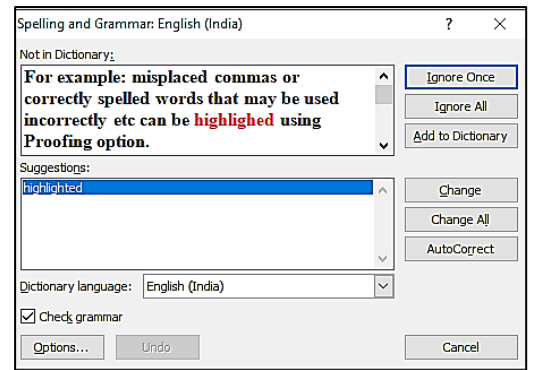 Spelling and Grammar: English (India) ? ×
Not in Dictionary:
For example: misplaced commas or
correctly spelled words that may be used
incorrectly etc can be highlighed using
Proofing option.
Ignore Once
Ignore All
Add to Dictionary
Suggestions:
highlighted
Change
Change All
AutoCorrect
Dictionary language: English (India)
Check grammar
Options... Undo Cancel